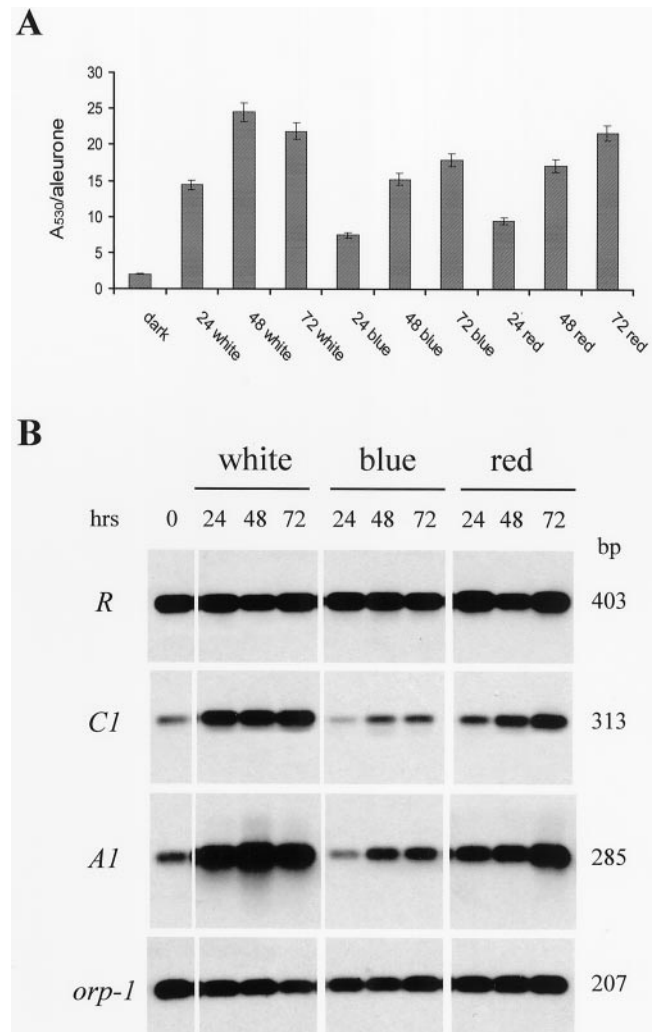 A
A530/aleurone
30
25
20
15
10
5
0
dark
24 white
48 white
72 white
24 blue
48 blue
72 blue
24 red
48 red
72 red
B
white blue red
hrs 0 24 48 72 24 48 72 24 48 72
bp
R 403
C1 313
A1 285
orp-1 207